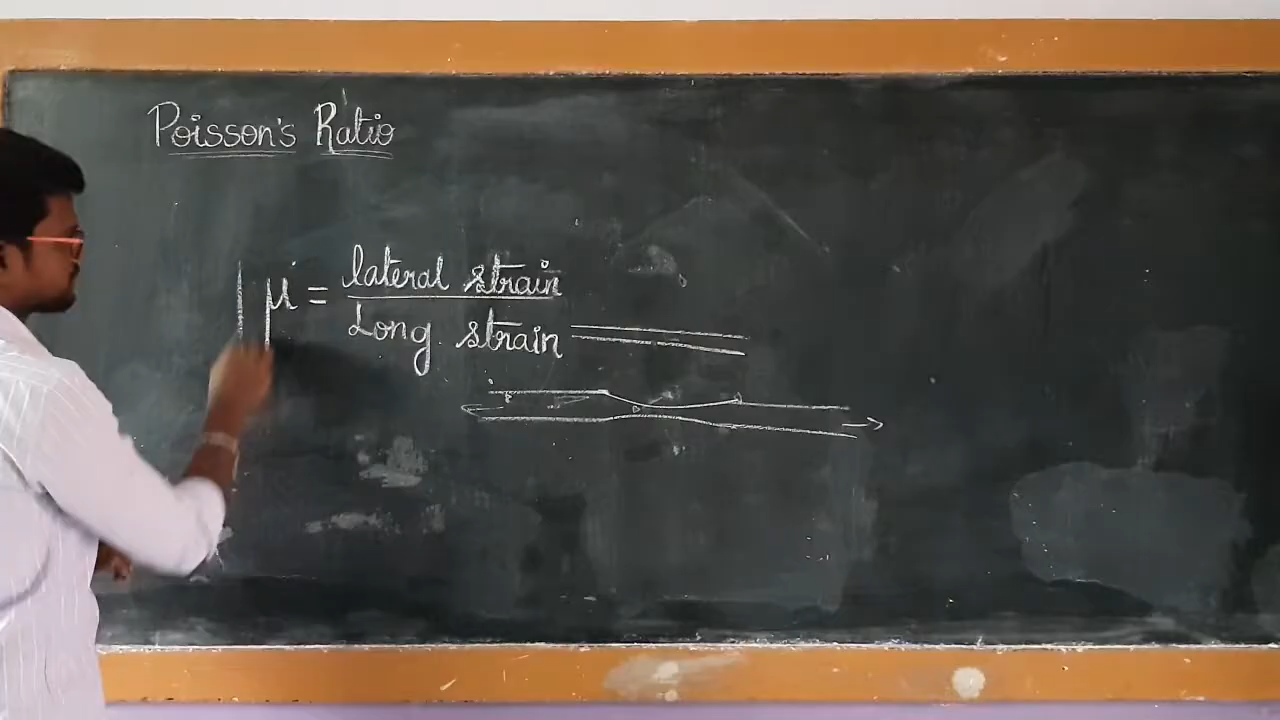 Poisson's Ratio
μ = lateral strain
Long strain